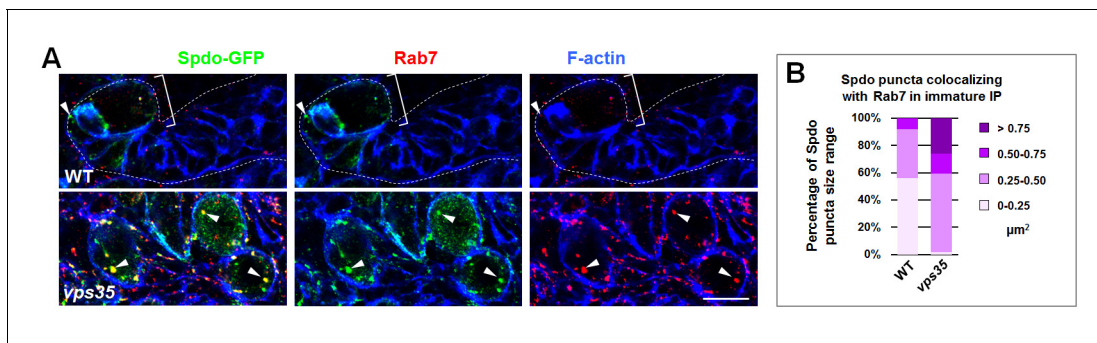 A
Spdo-GFP
Rab7
F-actin
WT
vps35
B
Spdo puncta colocalizing
with Rab7 in immature IP
Percentage of Spdo
puncta size range
100%
80%
60%
40%
20%
0%
WT
vps35
> 0.75
0.50-0.75
0.25-0.50
0-0.25
µm²